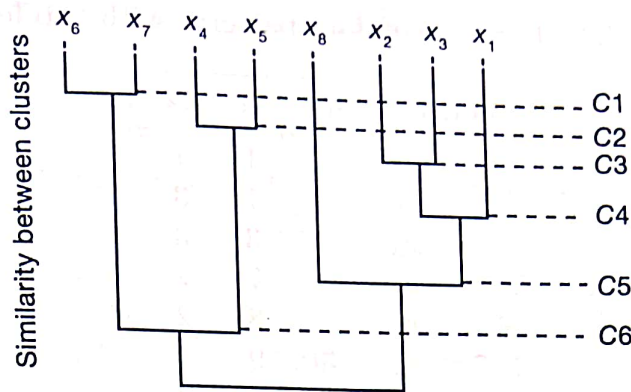 x6 x7 x4 x5 x8 x2 x3 x1
Similarity between clusters
C1
C2
C3
C4
C5
C6